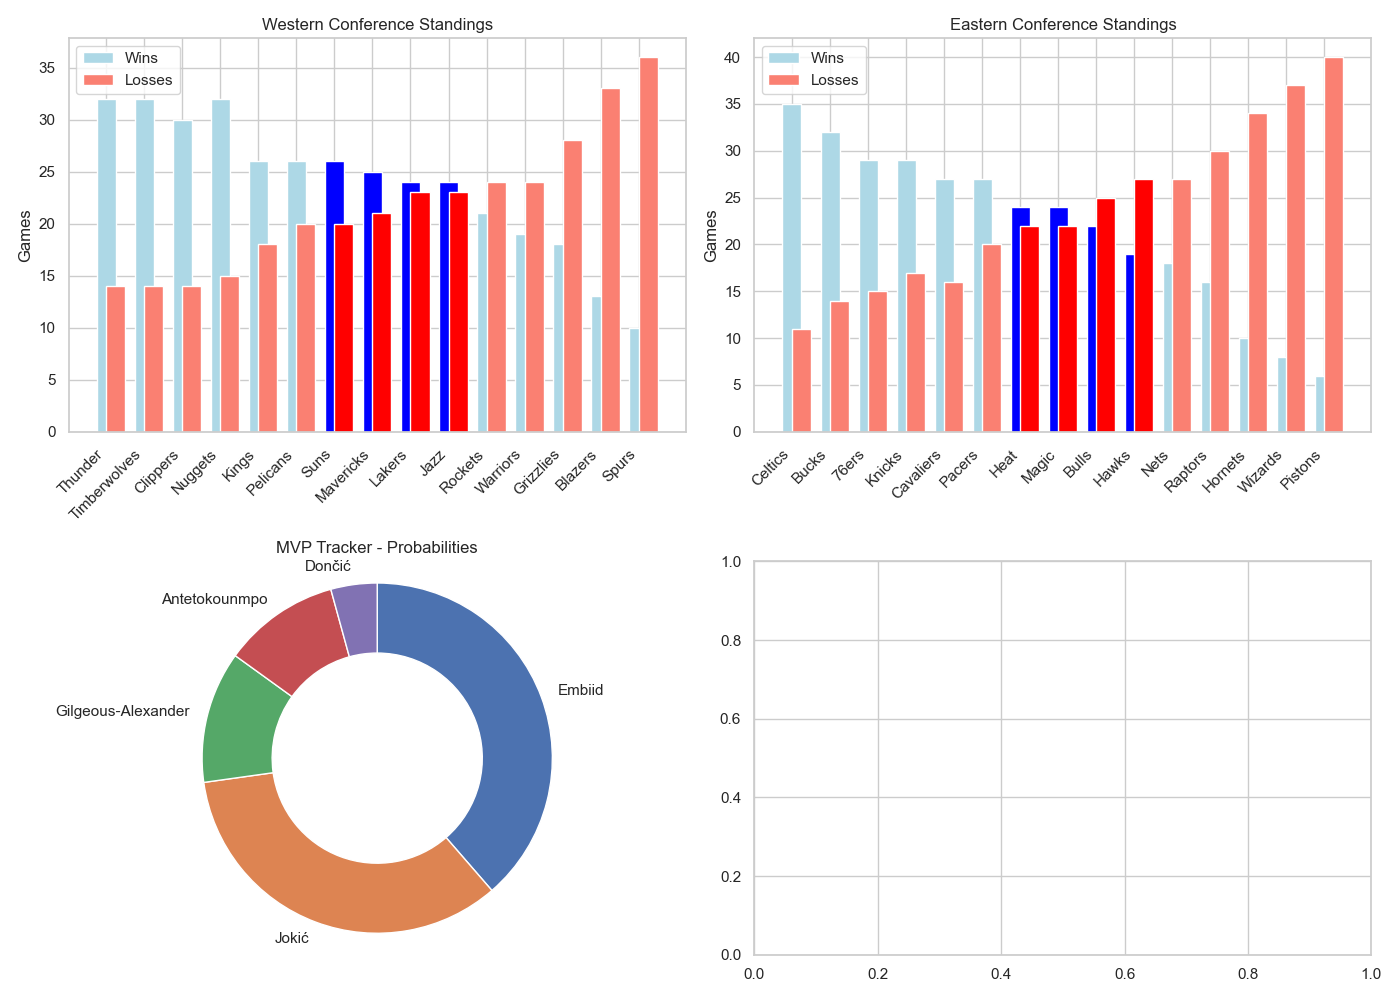 Western Conference Standings
Wins
Losses
Games
35
30
25
20
15
10
5
0
Thunder
Timberwolves
Clippers
Nuggets
Kings
Pelicans
Suns
Mavericks
Lakers
Jazz
Rockets
Warriors
Grizzlies
Blazers
Spurs
Eastern Conference Standings
Wins
Losses
Games
40
35
30
25
20
15
10
5
0
Celtics
Bucks
76ers
Knicks
Cavaliers
Pacers
Heat
Magic
Bulls
Hawks
Nets
Raptors
Hornets
Wizards
Pistons
MVP Tracker - Probabilities
Dončić
Antetokounmpo
Embiid
Gilgeous-Alexander
Jokić
1.0
0.8
0.6
0.4
0.2
0.0
0.0
0.2
0.4
0.6
0.8
1.0